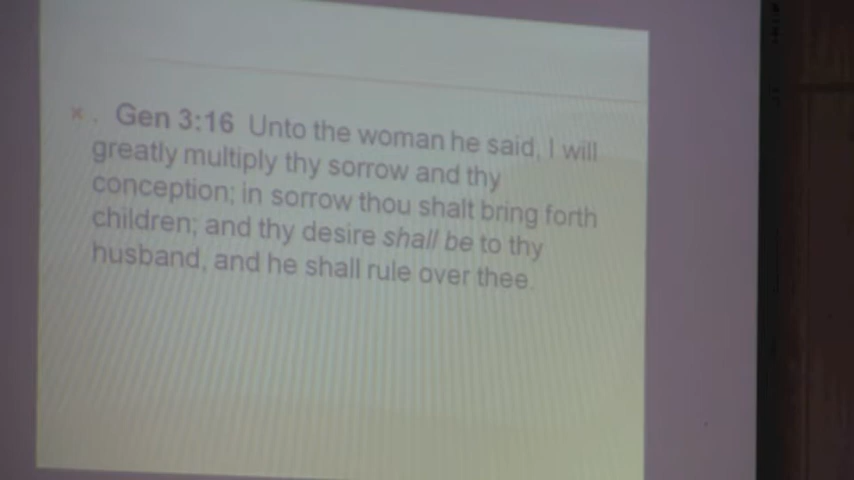 . Gen 3:16 Unto the woman he said, I will
greatly multiply thy sorrow and thy
conception; in sorrow thou shalt bring forth
children; and thy desire shall be to thy
husband, and he shall rule over thee.